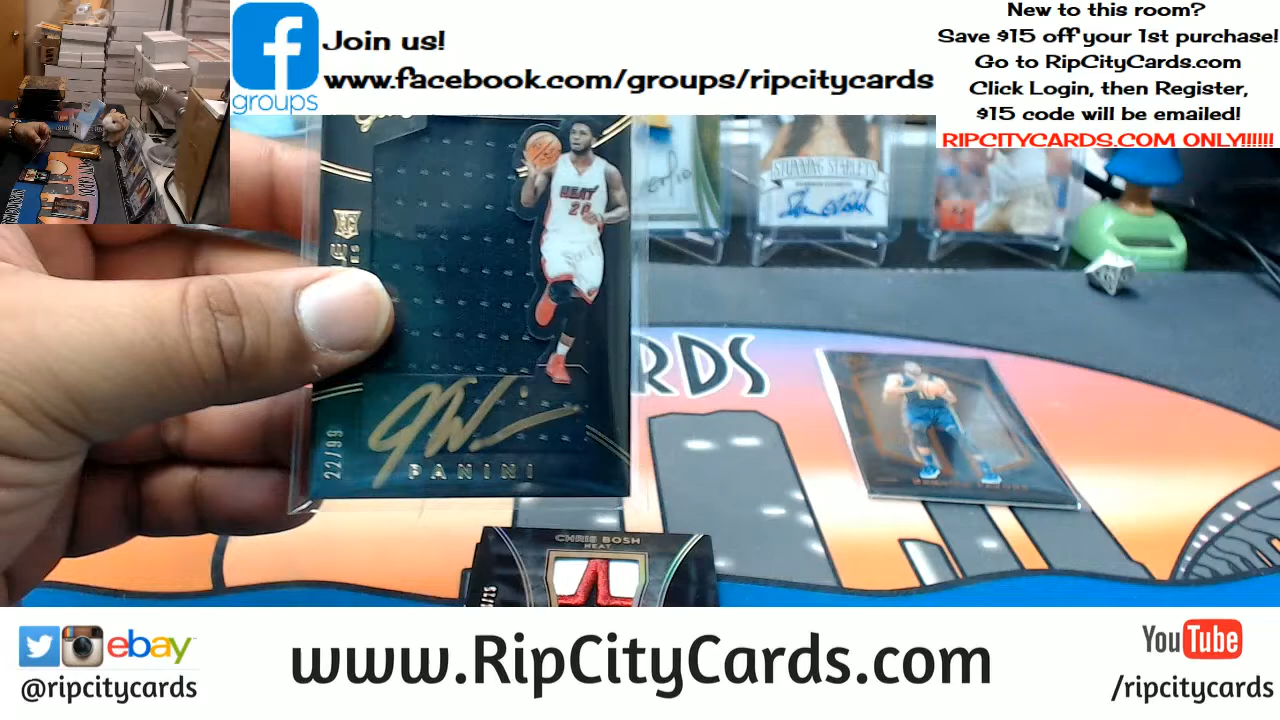 Join us!
www.facebook.com/groups/ripcitycards
groups
New to this room?
Save $15 off your 1st purchase!
Go to RipCityCards.com
Click Login, then Register,
$15 code will be emailed!
RIPCITYCARDS.COM ONLY!!!!!!
STUNNING STARLETS
HEAT
PANINI
22/99
RDS
CHRIS BOSH
HEAT
ebay
@ripcitycards
www.RipCityCards.com
YouTube
/ripcitycards